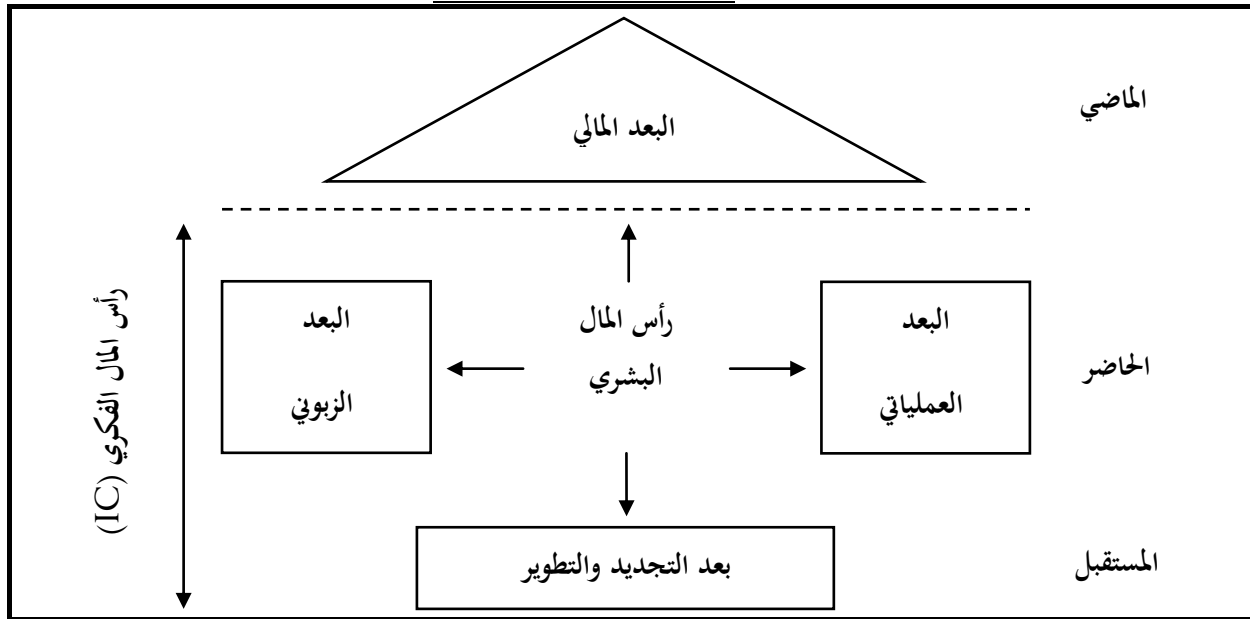 الماضي
البعد المالي
رأس المال الفكري (IC)
الحاضر
البعد
العملياتي
رأس المال
البشري
البعد
الزبوني
المستقبل
بعد التجديد والتطوير